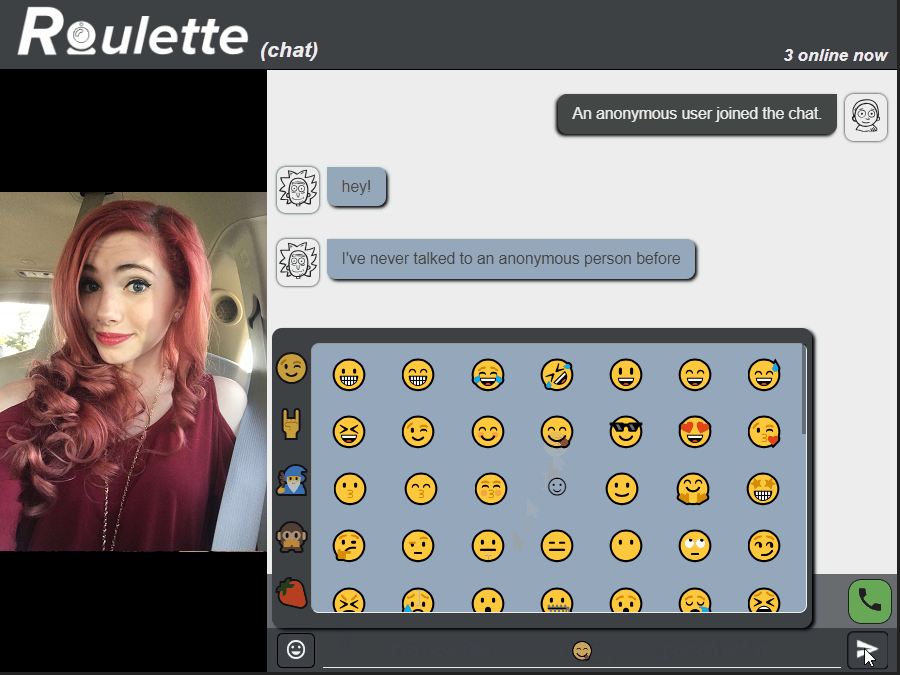 Roulette (chat)
3 online now
An anonymous user joined the chat.
hey!
I've never talked to an anonymous person before